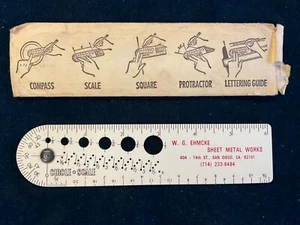 COMPASS
SCALE
SQUARE
PROTRACTOR
LETTERING GUIDE
W. G. EHMCKE
SHEET METAL WORKS
404 - 14th ST., SAN DIEGO, CA 92101
(714) 233-6484
CIRCLE SCALE